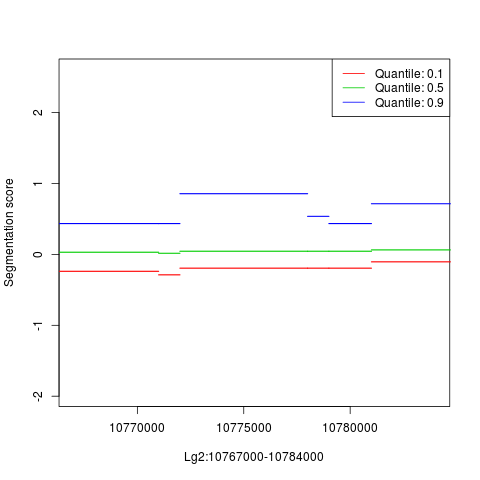 Quantile: 0.1
Quantile: 0.5
Quantile: 0.9
Segmentation score
2
1
0
-1
-2
10770000 10775000 10780000
Lg2:10767000-10784000